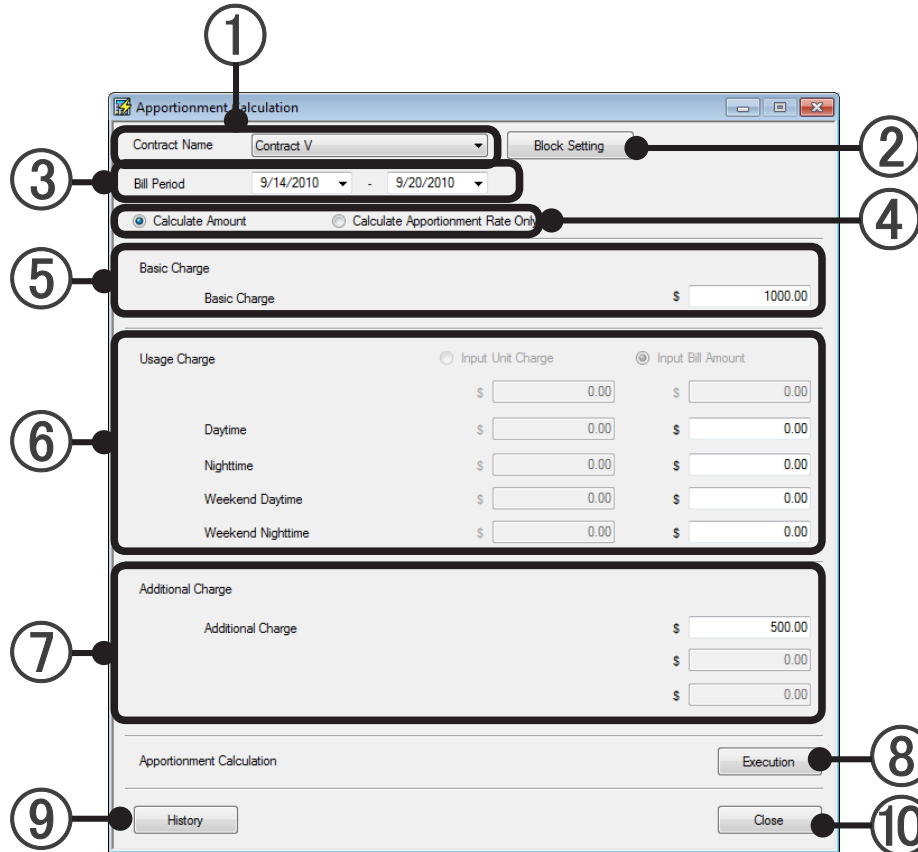 ①
Apportionment Calculation
Contract Name Contract V Block Setting ②
③ Bill Period 9/14/2010 - 9/20/2010
Calculate Amount Calculate Apportionment Rate Only ④
⑤ Basic Charge
Basic Charge $ 1000.00
Usage Charge Input Unit Charge Input Bill Amount
$ 0.00 $ 0.00
⑥ Daytime $ 0.00 $ 0.00
Nighttime $ 0.00 $ 0.00
Weekend Daytime $ 0.00 $ 0.00
Weekend Nighttime $ 0.00 $ 0.00
Additional Charge
⑦ Additional Charge $ 500.00
$ 0.00
$ 0.00
Apportionment Calculation Execution ⑧
⑨ History Close ⑩